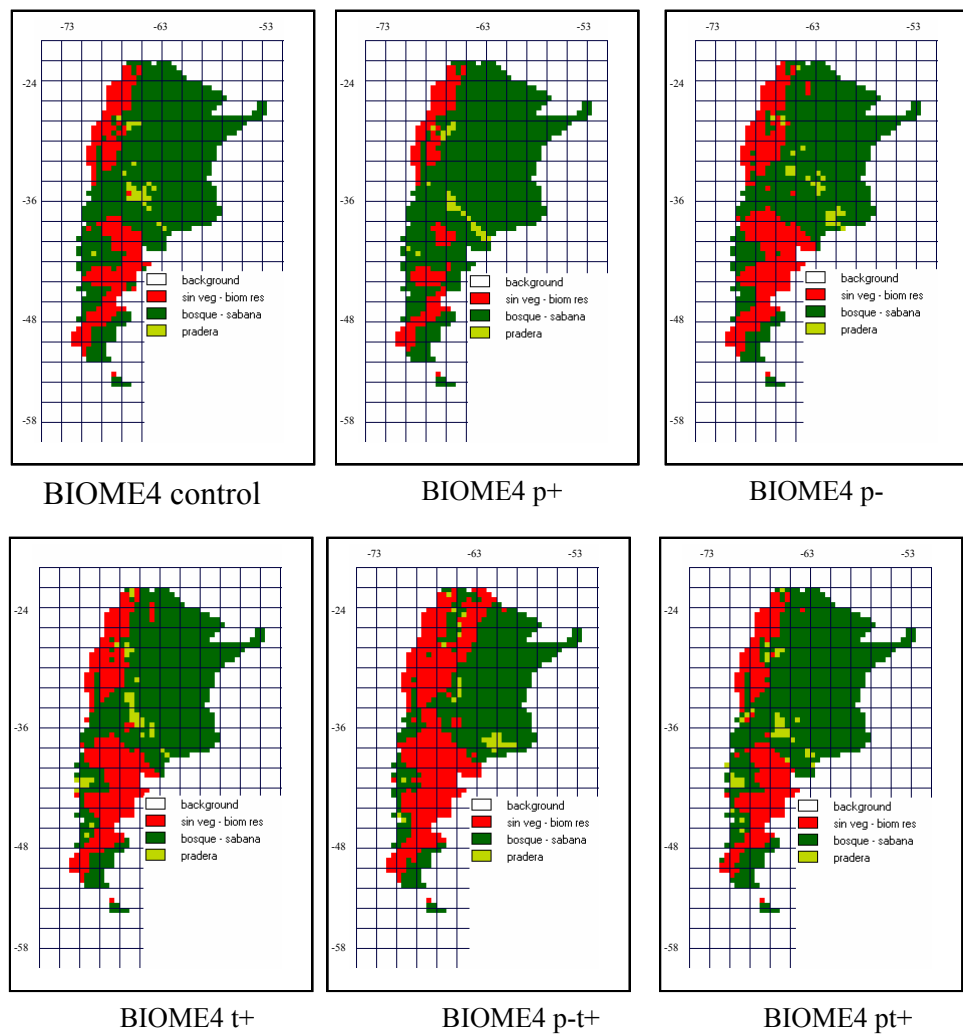 -73 -63 -53
-24
-36
-48
-58
background
sin veg - biom res
bosque - sabana
pradera
BIOME4 control
-73 -63 -53
-24
-36
-48
-58
background
sin veg - biom res
bosque - sabana
pradera
BIOME4 p+
-73 -63 -53
-24
-36
-48
-58
background
sin veg - biom res
bosque - sabana
pradera
BIOME4 p-
-24
-36
-48
-58
background
sin veg - biom res
bosque - sabana
pradera
BIOME4 t+
-73 -63 -53
-24
-36
-48
-58
background
sin veg - biom res
bosque - sabana
pradera
BIOME4 p-t+
-73 -63 -53
-24
-36
-48
-58
background
sin veg - biom res
bosque - sabana
pradera
BIOME4 pt+